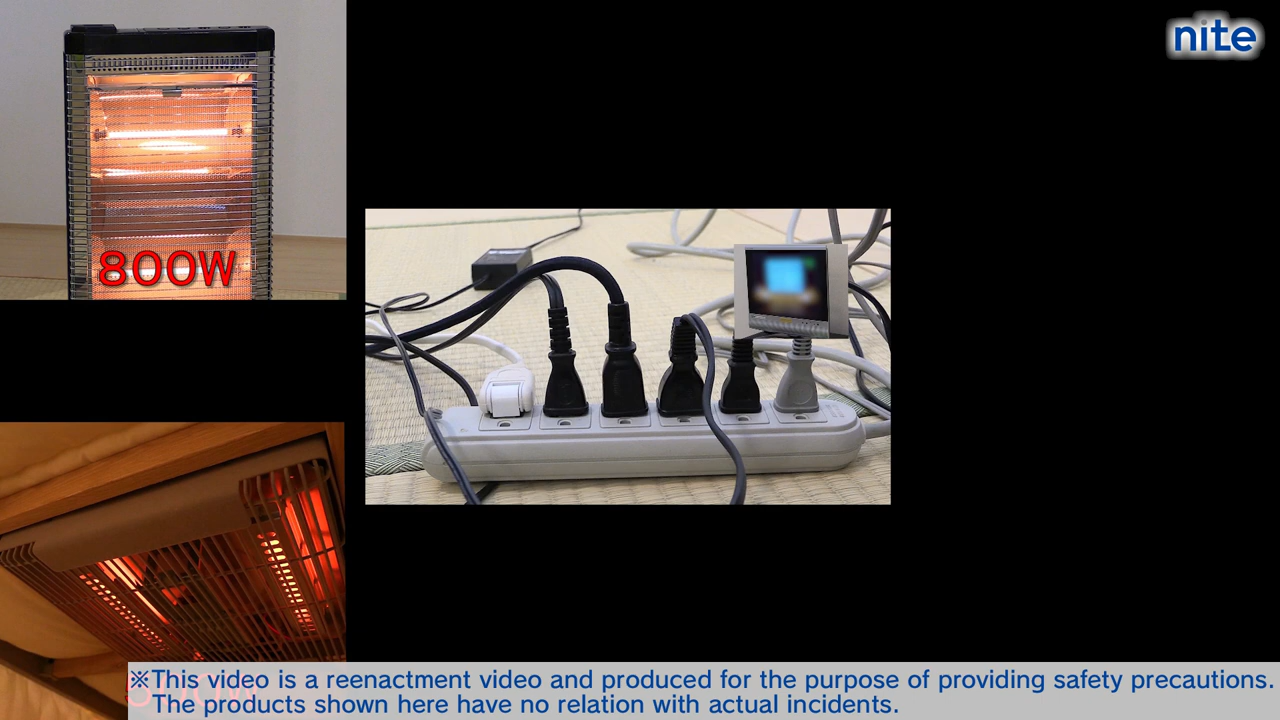 nite
800W
※This video is a reenactment video and produced for the purpose of providing safety precautions.
The products shown here have no relation with actual incidents.